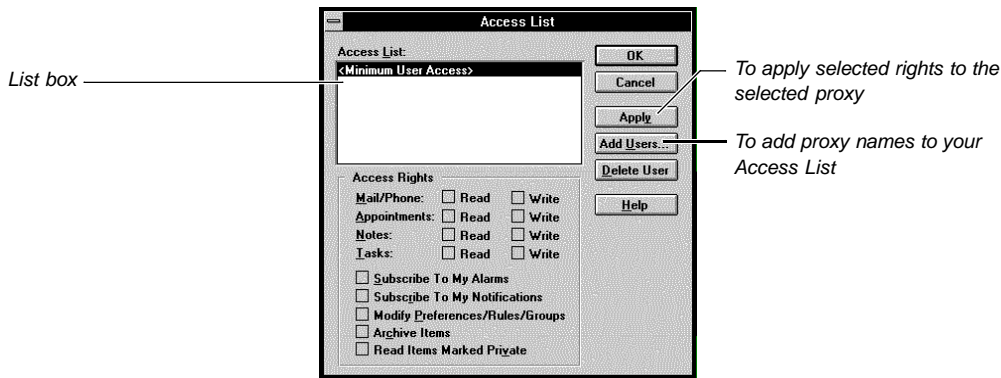 Access List
Access List:
<Minimum User Access>
OK
Cancel
Apply
Add Users...
Delete User
Help
Access Rights
Mail/Phone: Read Write
Appointments: Read Write
Notes: Read Write
Tasks: Read Write
Subscribe To My Alarms
Subscribe To My Notifications
Modify Preferences/Rules/Groups
Archive Items
Read Items Marked Private
List box
To apply selected rights to the
selected proxy
To add proxy names to your
Access List